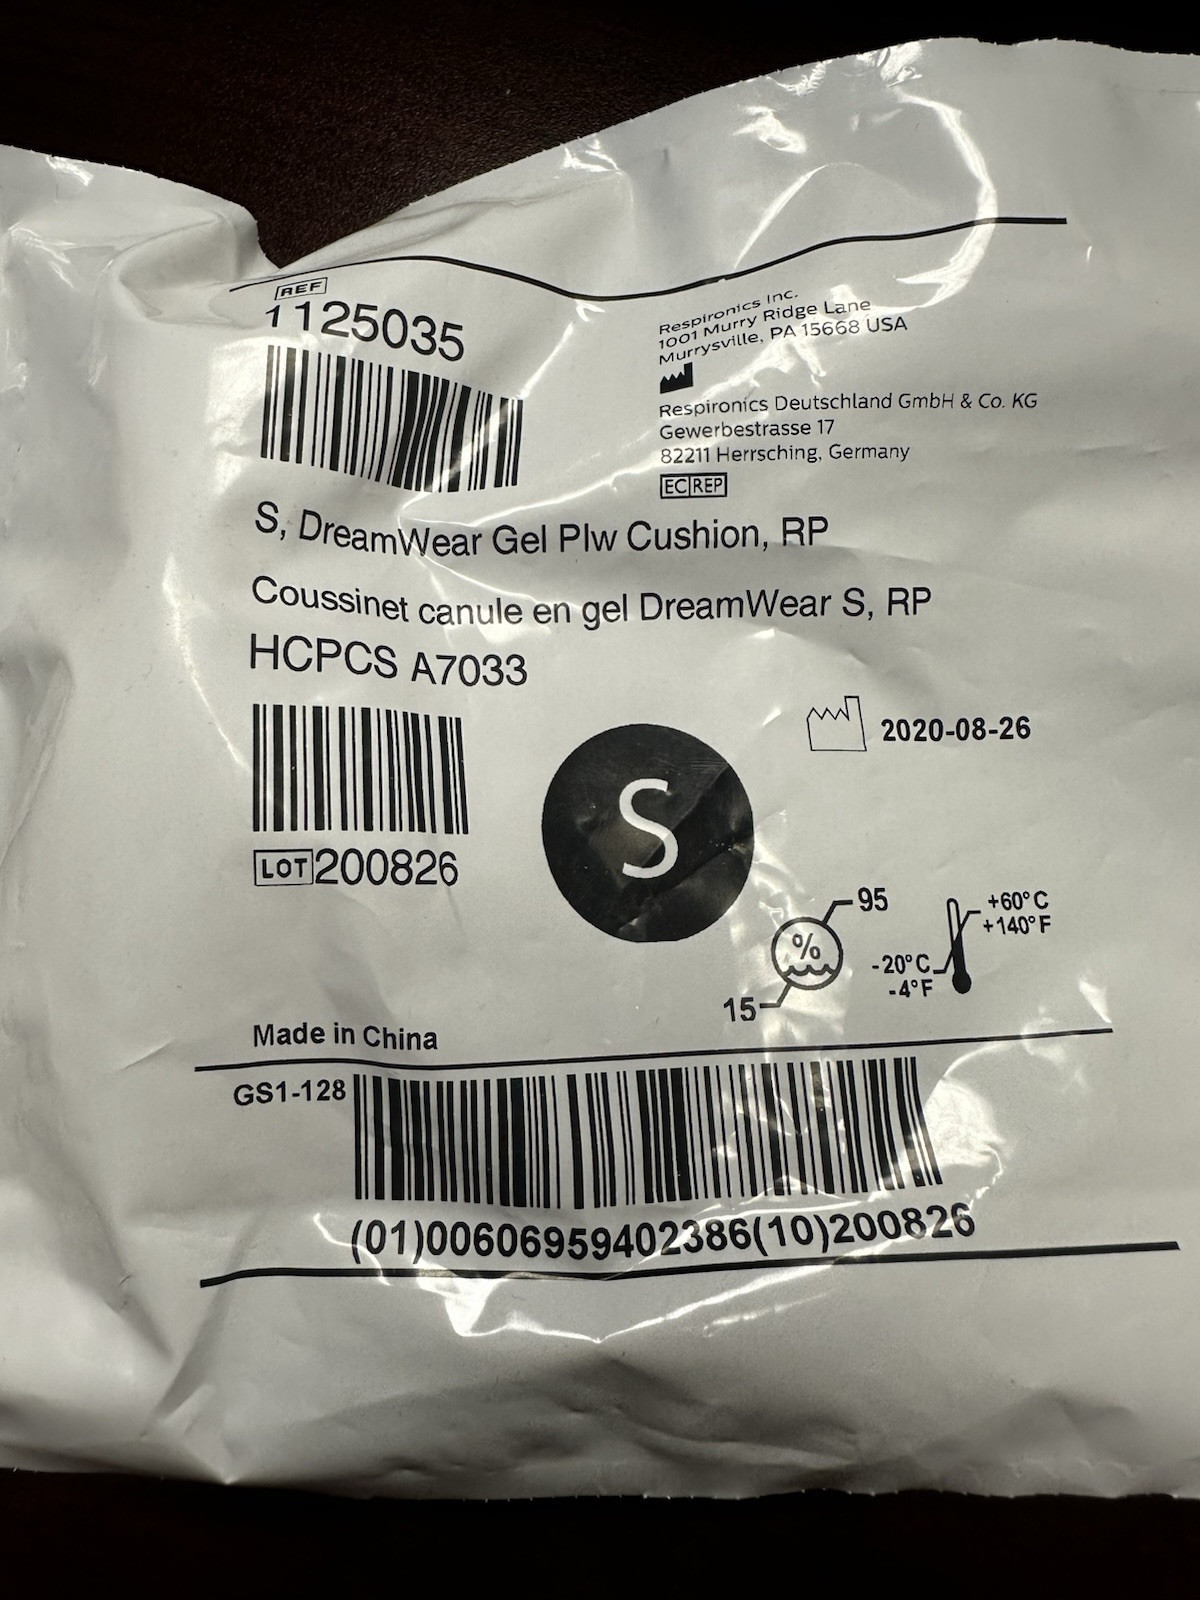 REF
1125035
Respironics Inc.
1001 Murry Ridge Lane
Murrysville, PA 15668 USA
Respironics Deutschland GmbH & Co. KG
Gewerbestrasse 17
82211 Herrsching, Germany
EC REP
S, DreamWear Gel Plw Cushion, RP
Coussinet canule en gel DreamWear S, RP
HCPCS A7033
2020-08-26
S
LOT 200826
95
%
15
+60°C
+140°F
-20°C
-4°F
Made in China
GS1-128
(01)00606959402386(10)200826